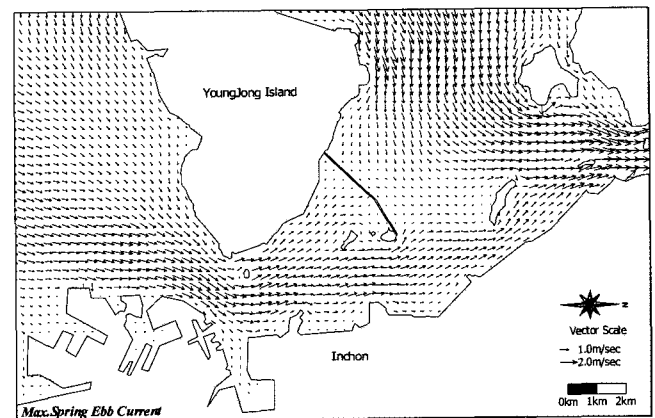 YoungJong Island
N
Vector Scale
1.0m/sec
2.0m/sec
Inchon
0km 1km 2km
Max.Spring Ebb Current